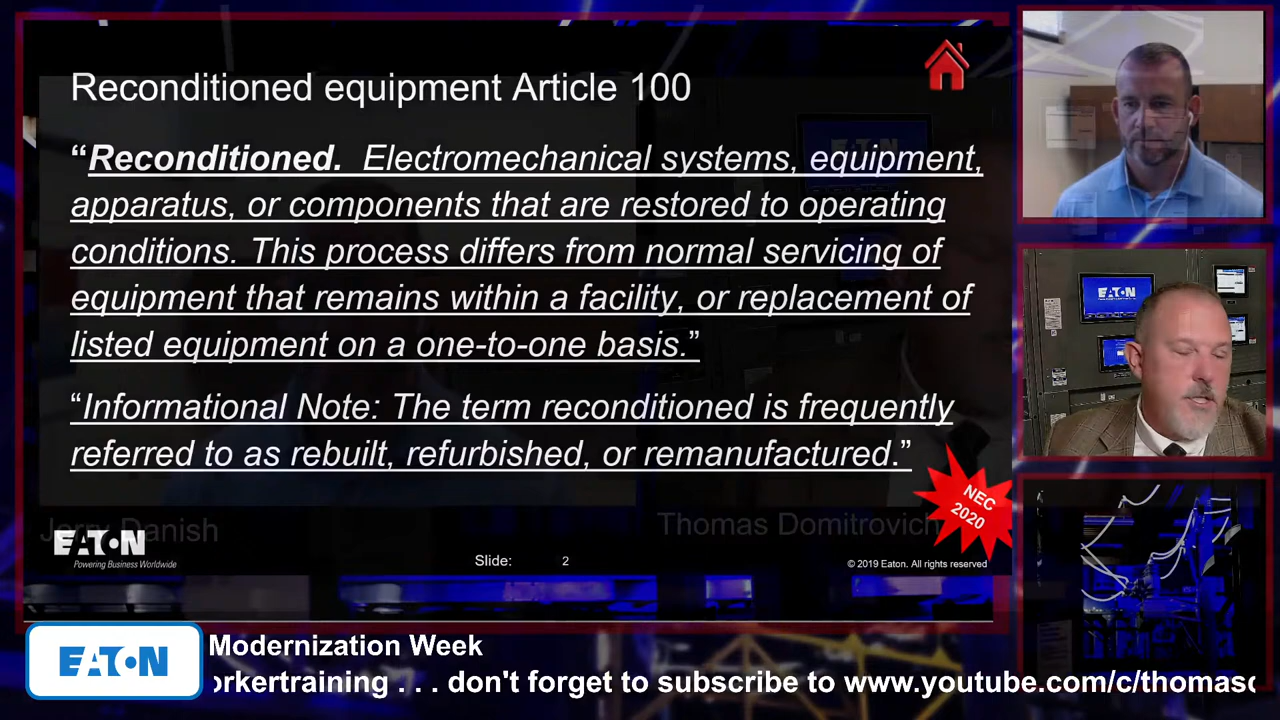 Reconditioned equipment Article 100
“Reconditioned. Electromechanical systems, equipment,
apparatus, or components that are restored to operating
conditions. This process differs from normal servicing of
equipment that remains within a facility, or replacement of
listed equipment on a one-to-one basis.”
“Informational Note: The term reconditioned is frequently
referred to as rebuilt, refurbished, or remanufactured.”
NEC
2020
Jerry Danish
Thomas Domitrovich
EATON
Powering Business Worldwide
Slide: 2
© 2019 Eaton. All rights reserved
EATON
EATON
Modernization Week
orkertraining . . . don't forget to subscribe to www.youtube.com/c/thomasc